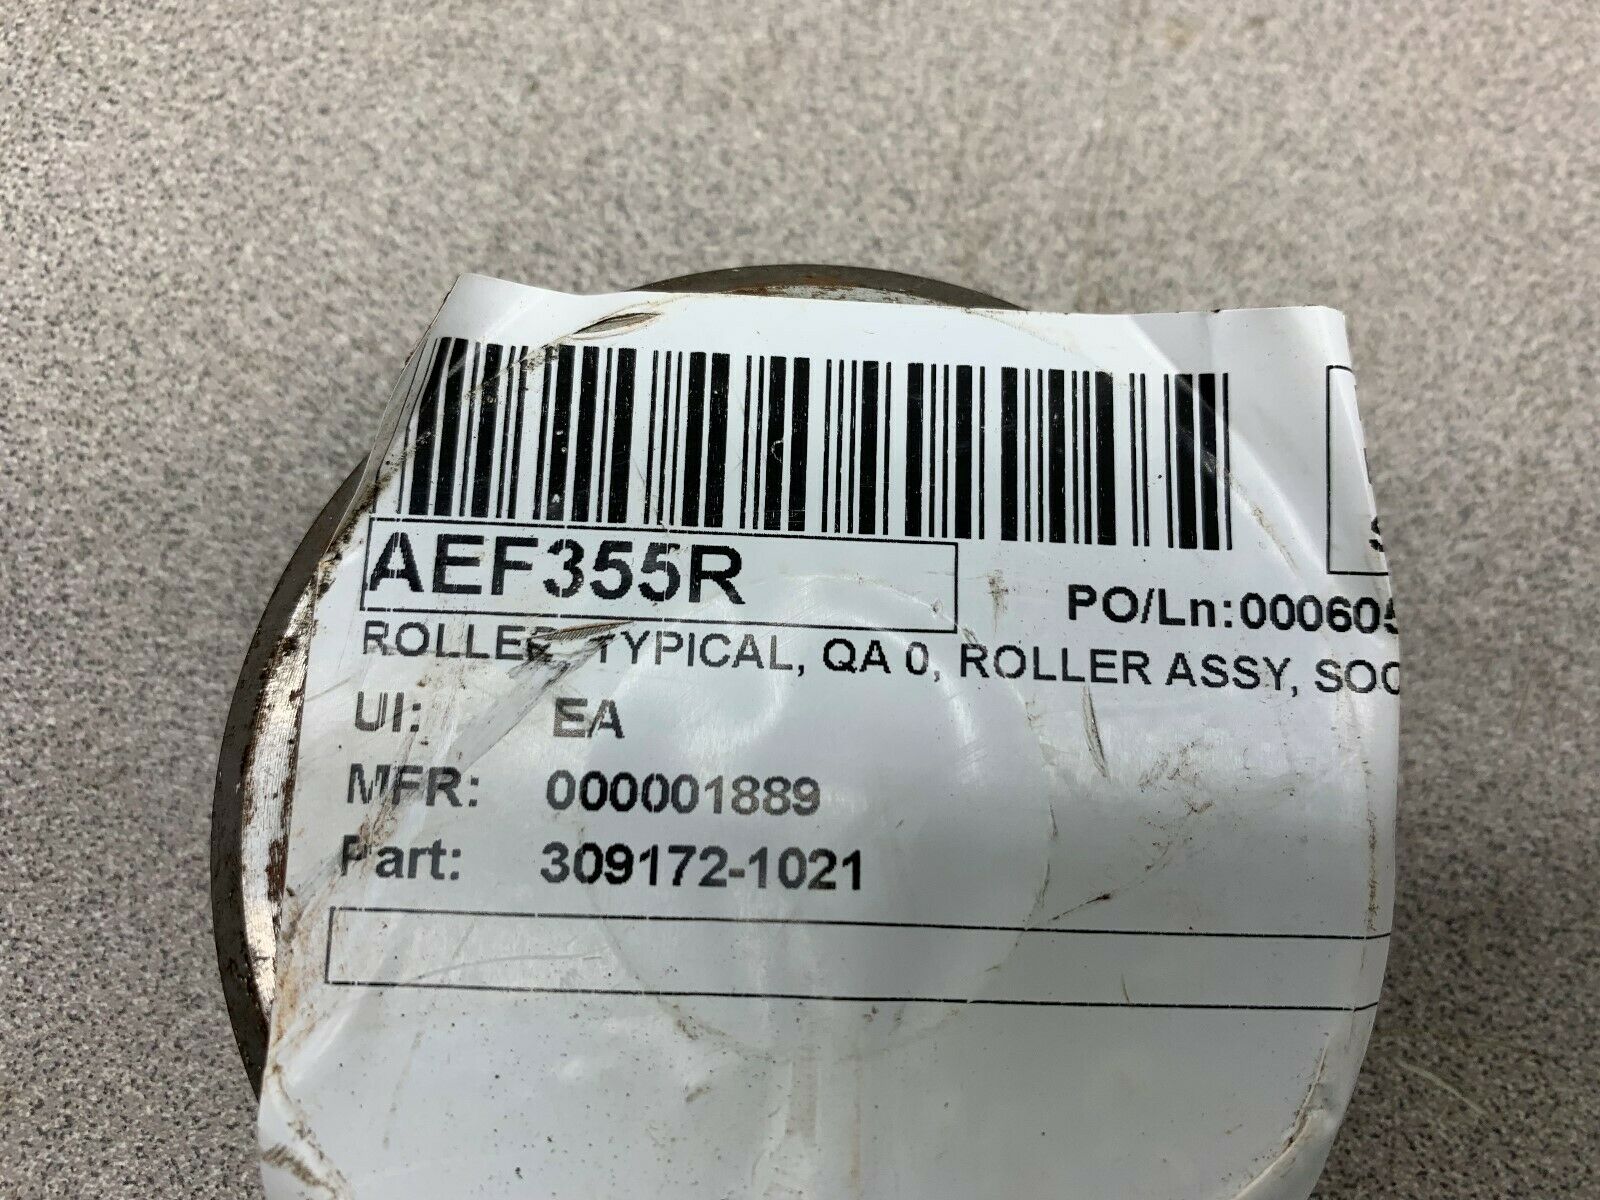 AEF355R
PO/Ln:000605
ROLLER, TYPICAL, QA 0, ROLLER ASSY, SOC
UI: EA
MFR: 000001889
Part: 309172-1021